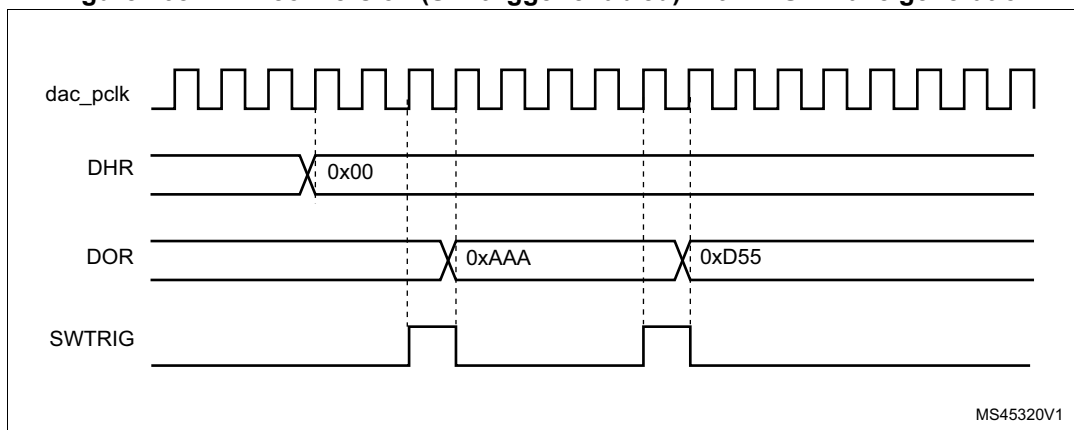 dac_pclk
DHR
0x00
DOR
0xAAA
0xD55
SWTRIG
MS45320V1